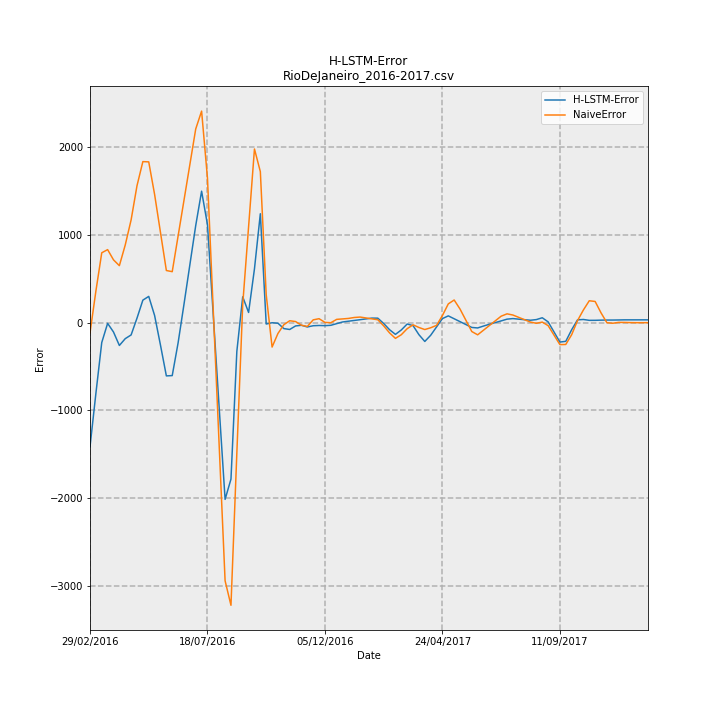 H-LSTM-Error
RioDeJaneiro_2016-2017.csv
H-LSTM-Error
NaiveError
2000
1000
0
−1000
−2000
−3000
Error
29/02/2016
18/07/2016
05/12/2016
24/04/2017
11/09/2017
Date